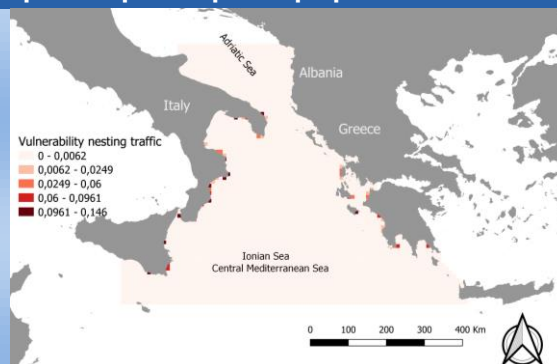 Adriatic Sea
Albania
Italy
Greece
Vulnerability nesting traffic
0 - 0,0062
0,0062 - 0,0249
0,0249 - 0,06
0,06 - 0,0961
0,0961 - 0,146
Ionian Sea
Central Mediterranean Sea
0 100 200 300 400 Km